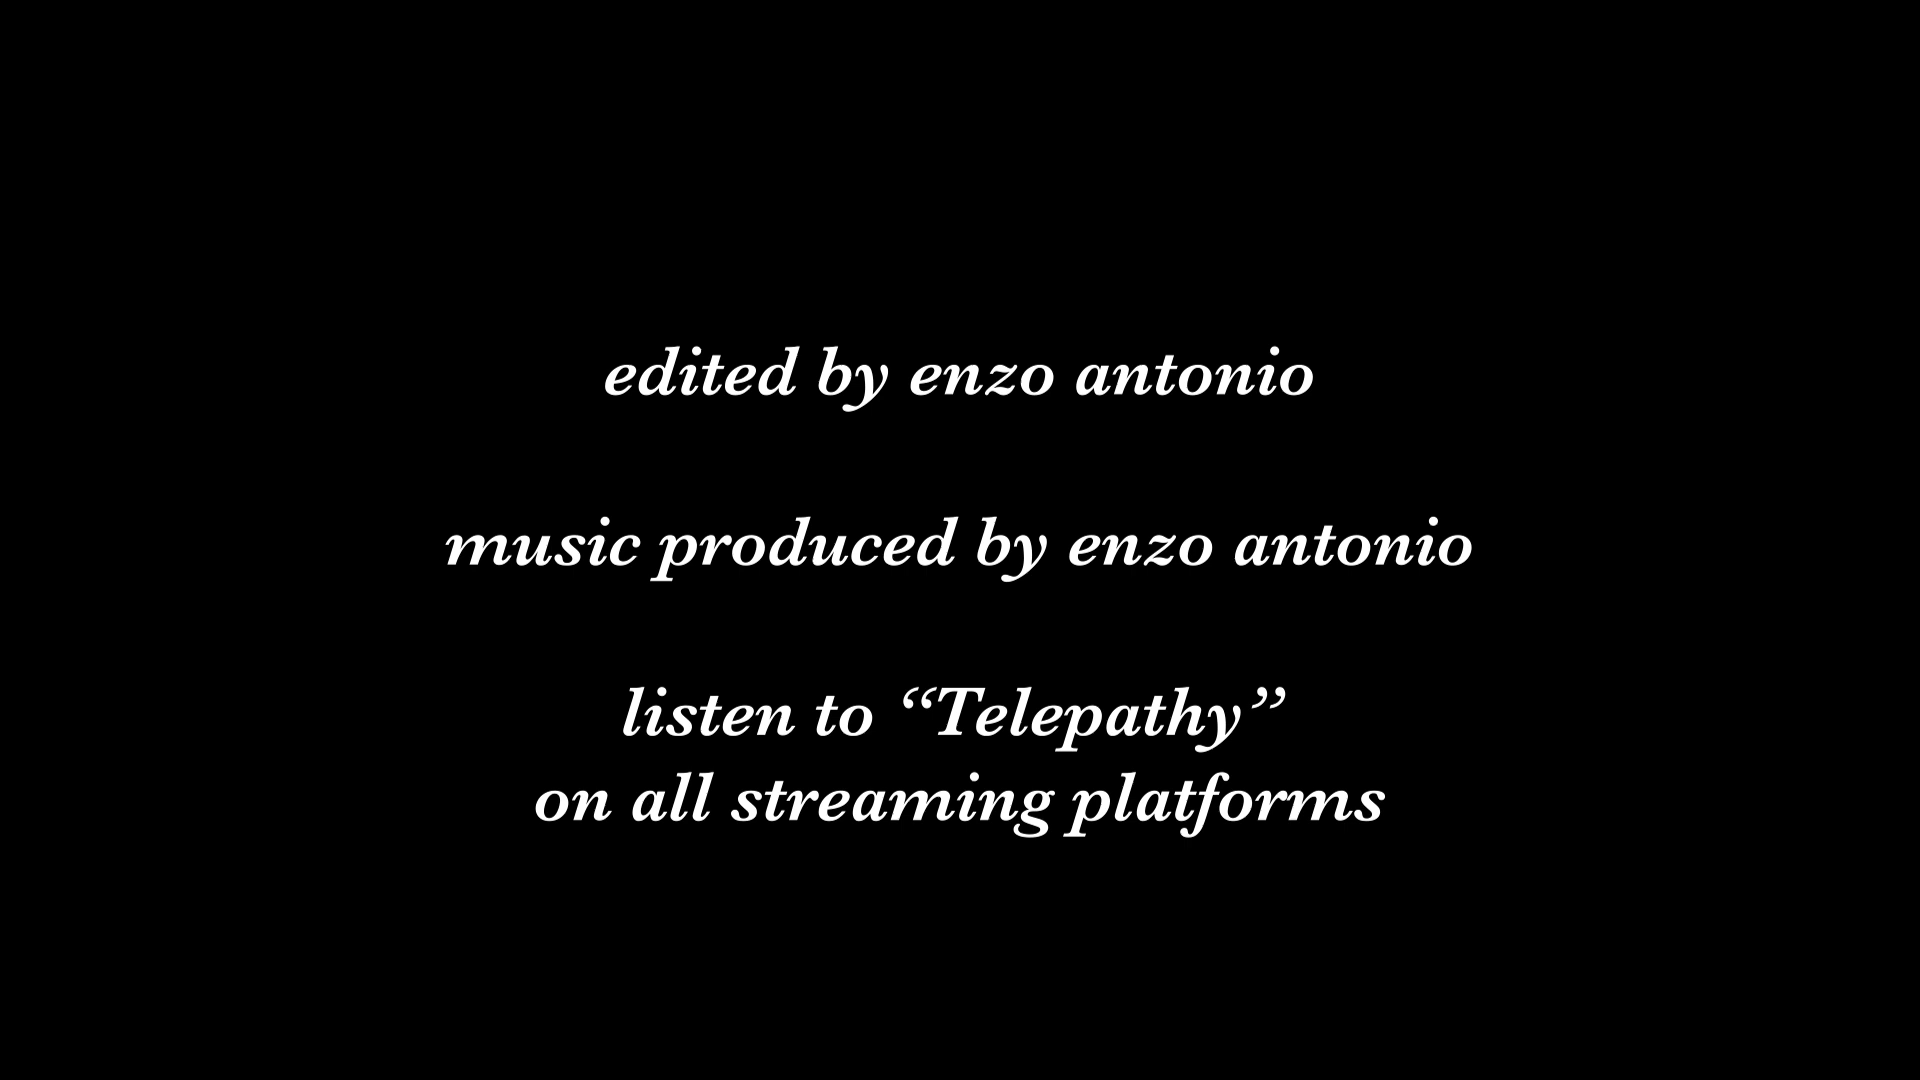 edited by enzo antonio
music produced by enzo antonio
listen to “Telepathy”
on all streaming platforms